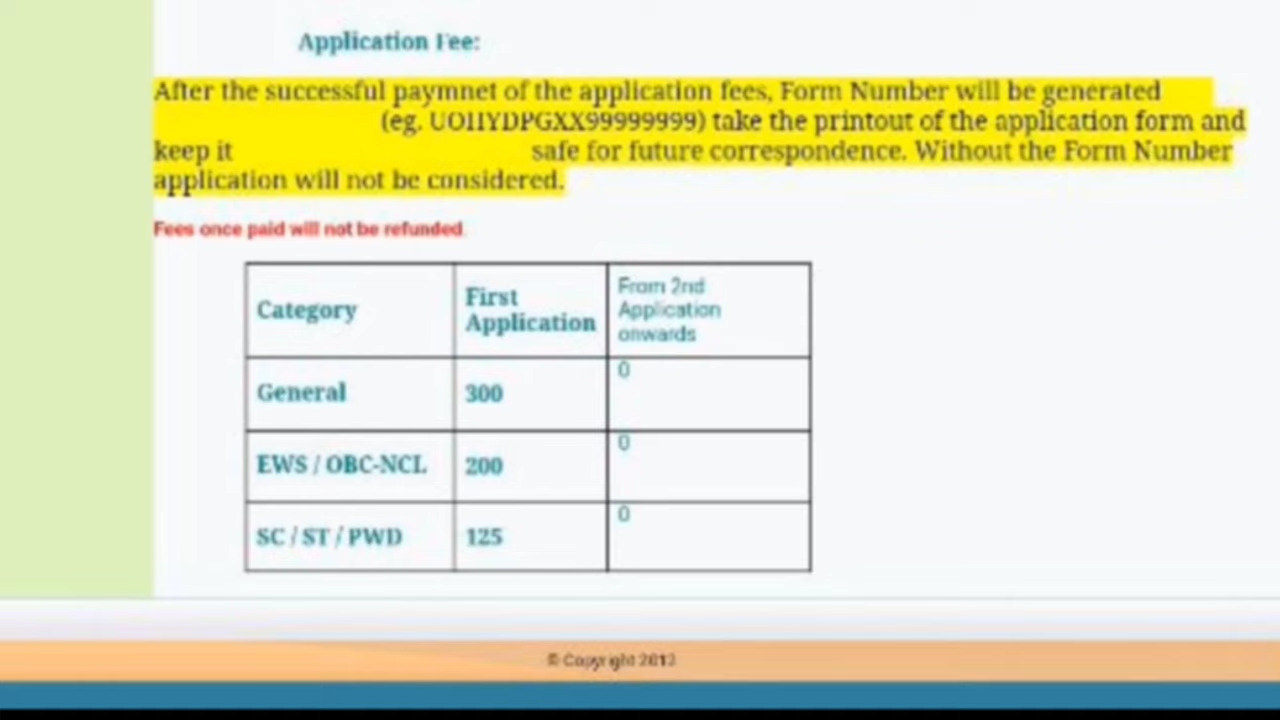 Application Fee:
After the successful paymnet of the application fees, Form Number will be generated
(eg. UOHYDPGXX99999999) take the printout of the application form and
keep it safe for future correspondence. Without the Form Number
application will not be considered.
Fees once paid will not be refunded.
Category First Application From 2nd Application onwards
General 300 0
EWS / OBC-NCL 200 0
SC / ST / PWD 125 0
© Copyright 2012